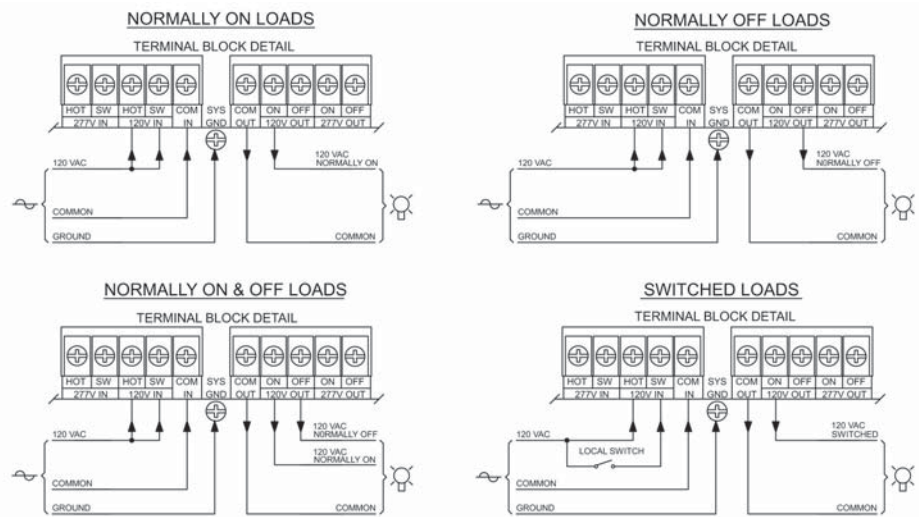 NORMALLY ON LOADS
TERMINAL BLOCK DETAIL
HOT SW HOT SW COM SYS COM ON OFF ON OFF
277V IN 120V IN IN GND OUT 120V OUT 277V OUT
120 VAC
120 VAC
NORMALLY ON
COMMON
GROUND
COMMON
NORMALLY OFF LOADS
TERMINAL BLOCK DETAIL
HOT SW HOT SW COM SYS COM ON OFF ON OFF
277V IN 120V IN IN GND OUT 120V OUT 277V OUT
120 VAC
120 VAC
NORMALLY OFF
COMMON
GROUND
COMMON
NORMALLY ON & OFF LOADS
TERMINAL BLOCK DETAIL
HOT SW HOT SW COM SYS COM ON OFF ON OFF
277V IN 120V IN IN GND OUT 120V OUT 277V OUT
120 VAC
120 VAC
NORMALLY OFF
120 VAC
NORMALLY ON
COMMON
GROUND
COMMON
SWITCHED LOADS
TERMINAL BLOCK DETAIL
HOT SW HOT SW COM SYS COM ON OFF ON OFF
277V IN 120V IN IN GND OUT 120V OUT 277V OUT
120 VAC
120 VAC
SWITCHED
LOCAL SWITCH
COMMON
GROUND
COMMON